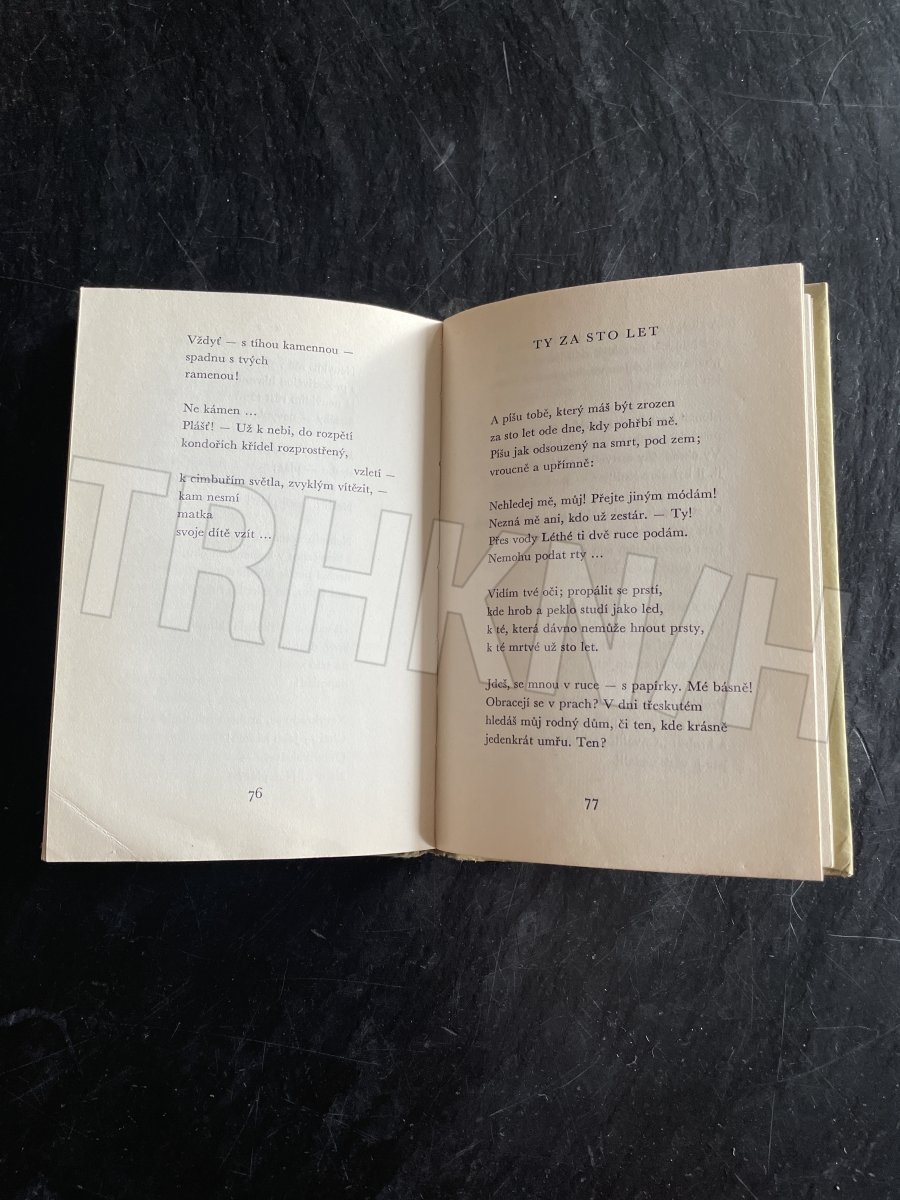 Vždyť — s tíhou kamennou —
spadnu s tvých
ramenou!
Ne kámen ...
Plášť! — Už k nebi, do rozpětí
kondořích křídel rozprostřený,
vzletí —
k cimbuřím světla, zvyklým vítězit, —
kam nesmí
matka
svoje dítě vzít ...
76
TY ZA STO LET
A píšu tobě, který máš být zrozen
za sto let ode dne, kdy pohřbí mě.
Píšu jak odsouzený na smrt, pod zem;
vroucně a upřímně:
Nehledej mě, můj! Přejte jiným módám!
Nezná mě ani, kdo už zestár. — Ty!
Přes vody Léthé ti dvě ruce podám.
Nemohu podat rty ...
Vidím tvé oči; propálit se prstí,
kde hrob a peklo studí jako led,
k té, která dávno nemůže hnout prsty,
k té mrtvé už sto let.
Jdeš, se mnou v ruce — s papírky. Mé básně!
Obracejí se v prach? V dni třeskutém
hledáš můj rodný dům, či ten, kde krásně
jedenkrát umřu. Ten?
77
TRHKNIH